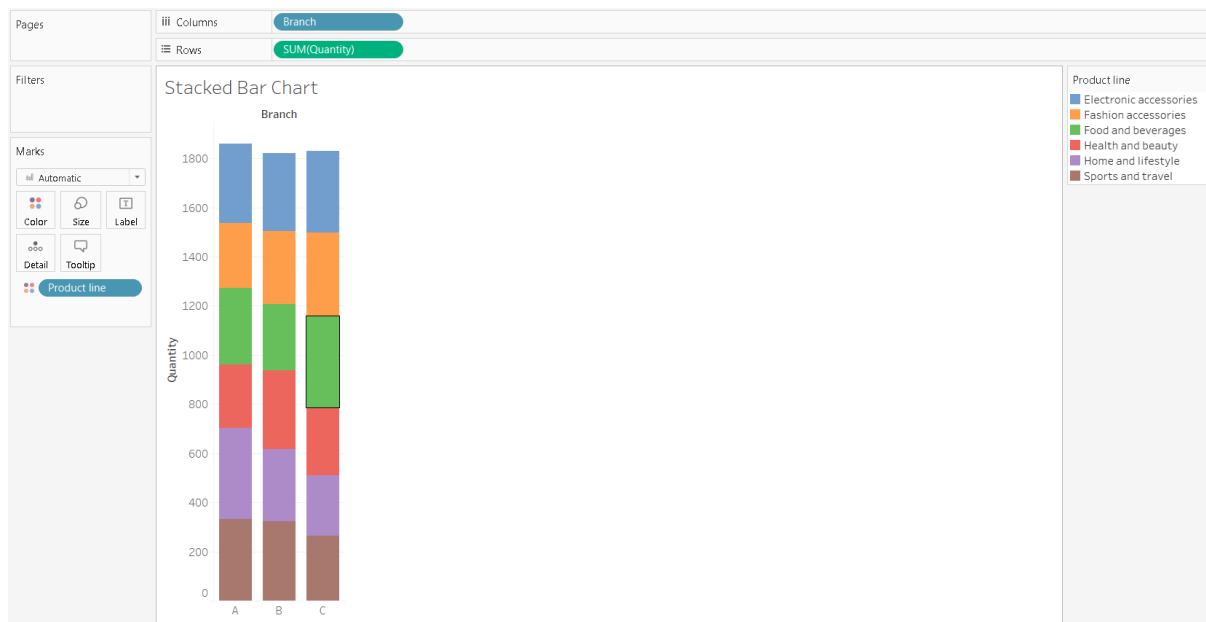 Pages
Columns Branch
Rows SUM(Quantity)
Filters
Marks
Automatic
Color Size Label
Detail Tooltip
Product line
Stacked Bar Chart
Branch
Quantity
1800
1600
1400
1200
1000
800
600
400
200
0
A B C
Product line
Electronic accessories
Fashion accessories
Food and beverages
Health and beauty
Home and lifestyle
Sports and travel